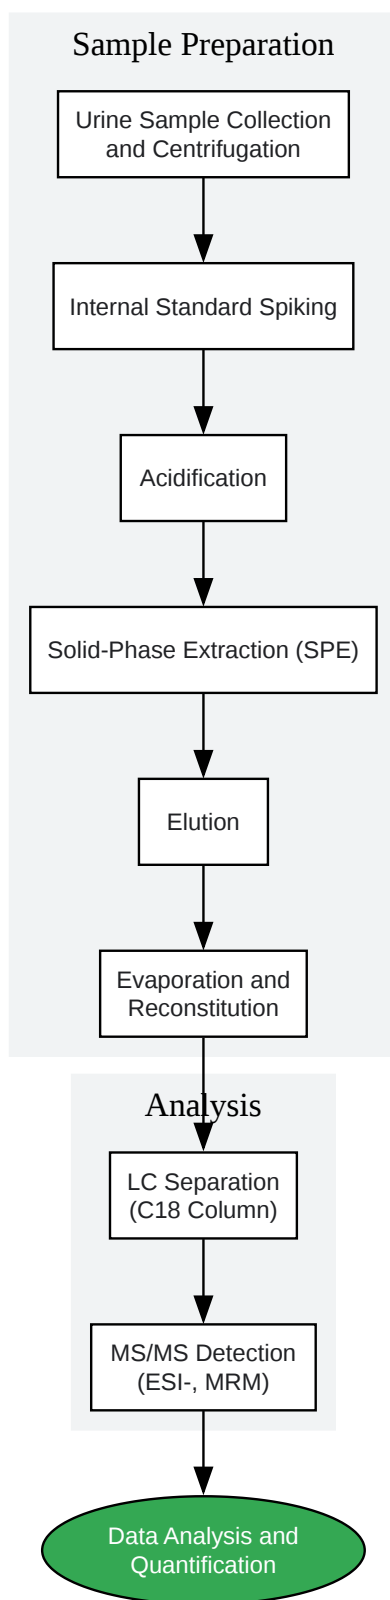 Sample Preparation
Urine Sample Collection
and Centrifugation
Internal Standard Spiking
Acidification
Solid-Phase Extraction (SPE)
Elution
Evaporation and
Reconstitution
Analysis
LC Separation
(C18 Column)
MS/MS Detection
(ESI-, MRM)
Data Analysis and
Quantification